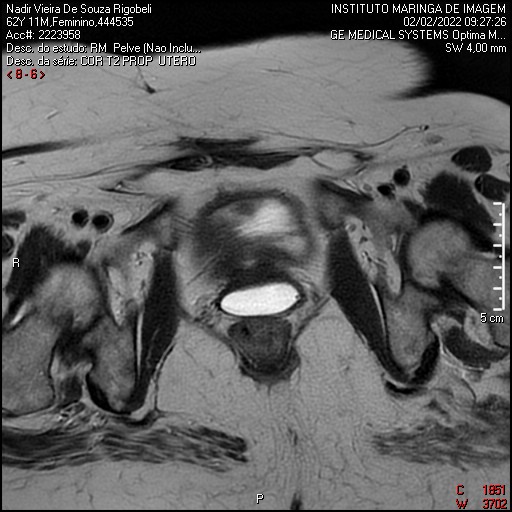 Nadir Vieira De Souza Rigobeli
62Y 11M,Feminino,444535
Acc#: 2223958
Desc. do estudo: RM Pelve (Nao Inclu...
Desc. da série: COR T2 PROP UTERO
<8-6>
INSTITUTO MARINGA DE IMAGEM
02/02/2022 09:27:26
GE MEDICAL SYSTEMS Optima M...
SW 4,00 mm
R
5 cm
P
C 1851
W 3702